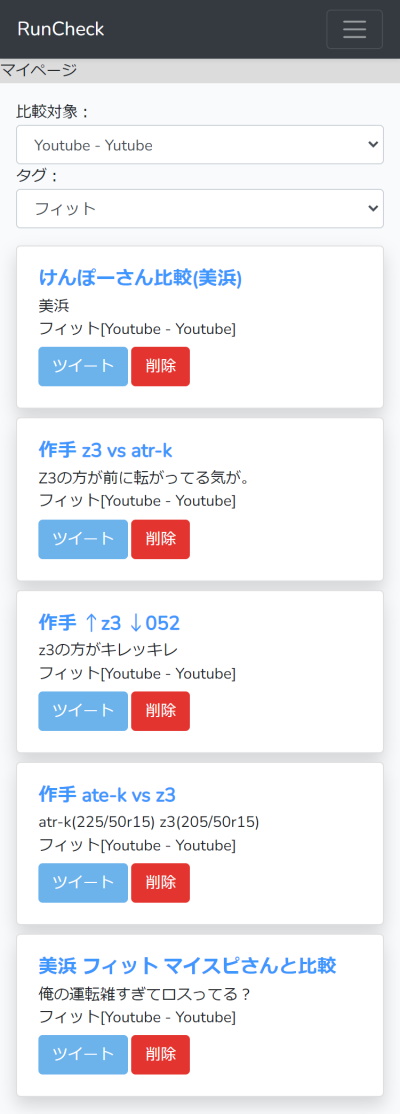 RunCheck
マイページ
比較対象：
Youtube - Yutube
タグ：
フィット
けんぽーさん比較(美浜)
美浜
フィット[Youtube - Youtube]
ツイート 削除
作手 z3 vs atr-k
Z3の方が前に転がってる気が。
フィット[Youtube - Youtube]
ツイート 削除
作手 ↑z3 ↓052
z3の方がキレッキレ
フィット[Youtube - Youtube]
ツイート 削除
作手 ate-k vs z3
atr-k(225/50r15) z3(205/50r15)
フィット[Youtube - Youtube]
ツイート 削除
美浜 フィット マイスピさんと比較
俺の運転雑すぎてロスってる？
フィット[Youtube - Youtube]
ツイート 削除